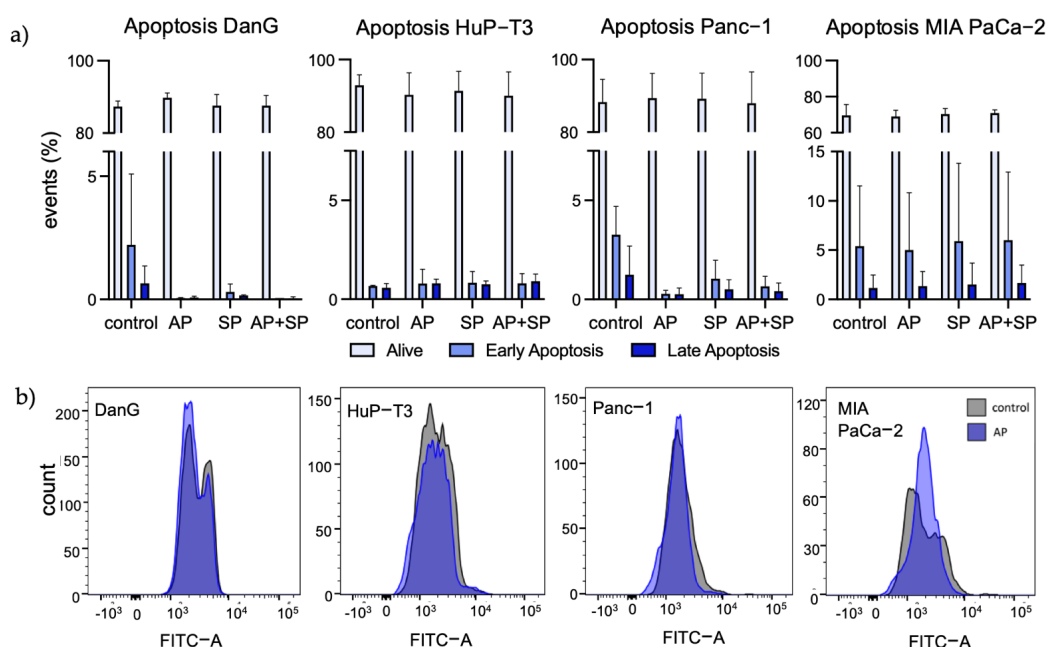 a)
Apoptosis DanG
Apoptosis HuP-T3
Apoptosis Panc-1
Apoptosis MIA PaCa-2
events (%)
100
80
5
0
control AP SP AP+SP
100
80
5
0
control AP SP AP+SP
100
80
5
0
control AP SP AP+SP
100
80
60
15
10
5
0
control AP SP AP+SP
Alive Early Apoptosis Late Apoptosis
b)
count
DanG
200
150
100
50
0
-10³ 0 10³ 10⁴ 10⁵
FITC-A
HuP-T3
150
100
50
0
-10³ 0 10³ 10⁴ 10⁵
FITC-A
Panc-1
150
100
50
0
-10³ 0 10³ 10⁴ 10⁵
FITC-A
MIA
PaCa-2
control
AP
120
80
60
30
0
-10³ 0 10³ 10⁴ 10⁵
FITC-A